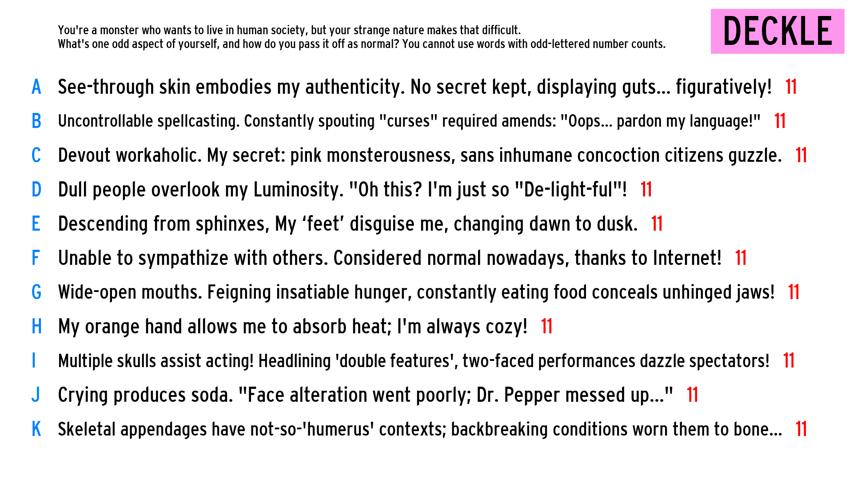 You're a monster who wants to live in human society, but your strange nature makes that difficult.
What's one odd aspect of yourself, and how do you pass it off as normal? You cannot use words with odd-lettered number counts.
DECKLE
A See-through skin embodies my authenticity. No secret kept, displaying guts... figuratively! 11
B Uncontrollable spellcasting. Constantly spouting "curses" required amends: "Oops... pardon my language!" 11
C Devout workaholic. My secret: pink monsterousness, sans inhumane concoction citizens guzzle. 11
D Dull people overlook my Luminosity. "Oh this? I'm just so "De-light-ful"! 11
E Descending from sphinxes, My ‘feet’ disguise me, changing dawn to dusk. 11
F Unable to sympathize with others. Considered normal nowadays, thanks to Internet! 11
G Wide-open mouths. Feigning insatiable hunger, constantly eating food conceals unhinged jaws! 11
H My orange hand allows me to absorb heat; I'm always cozy! 11
I Multiple skulls assist acting! Headlining 'double features', two-faced performances dazzle spectators! 11
J Crying produces soda. "Face alteration went poorly; Dr. Pepper messed up..." 11
K Skeletal appendages have not-so-'humerus' contexts; backbreaking conditions worn them to bone... 11